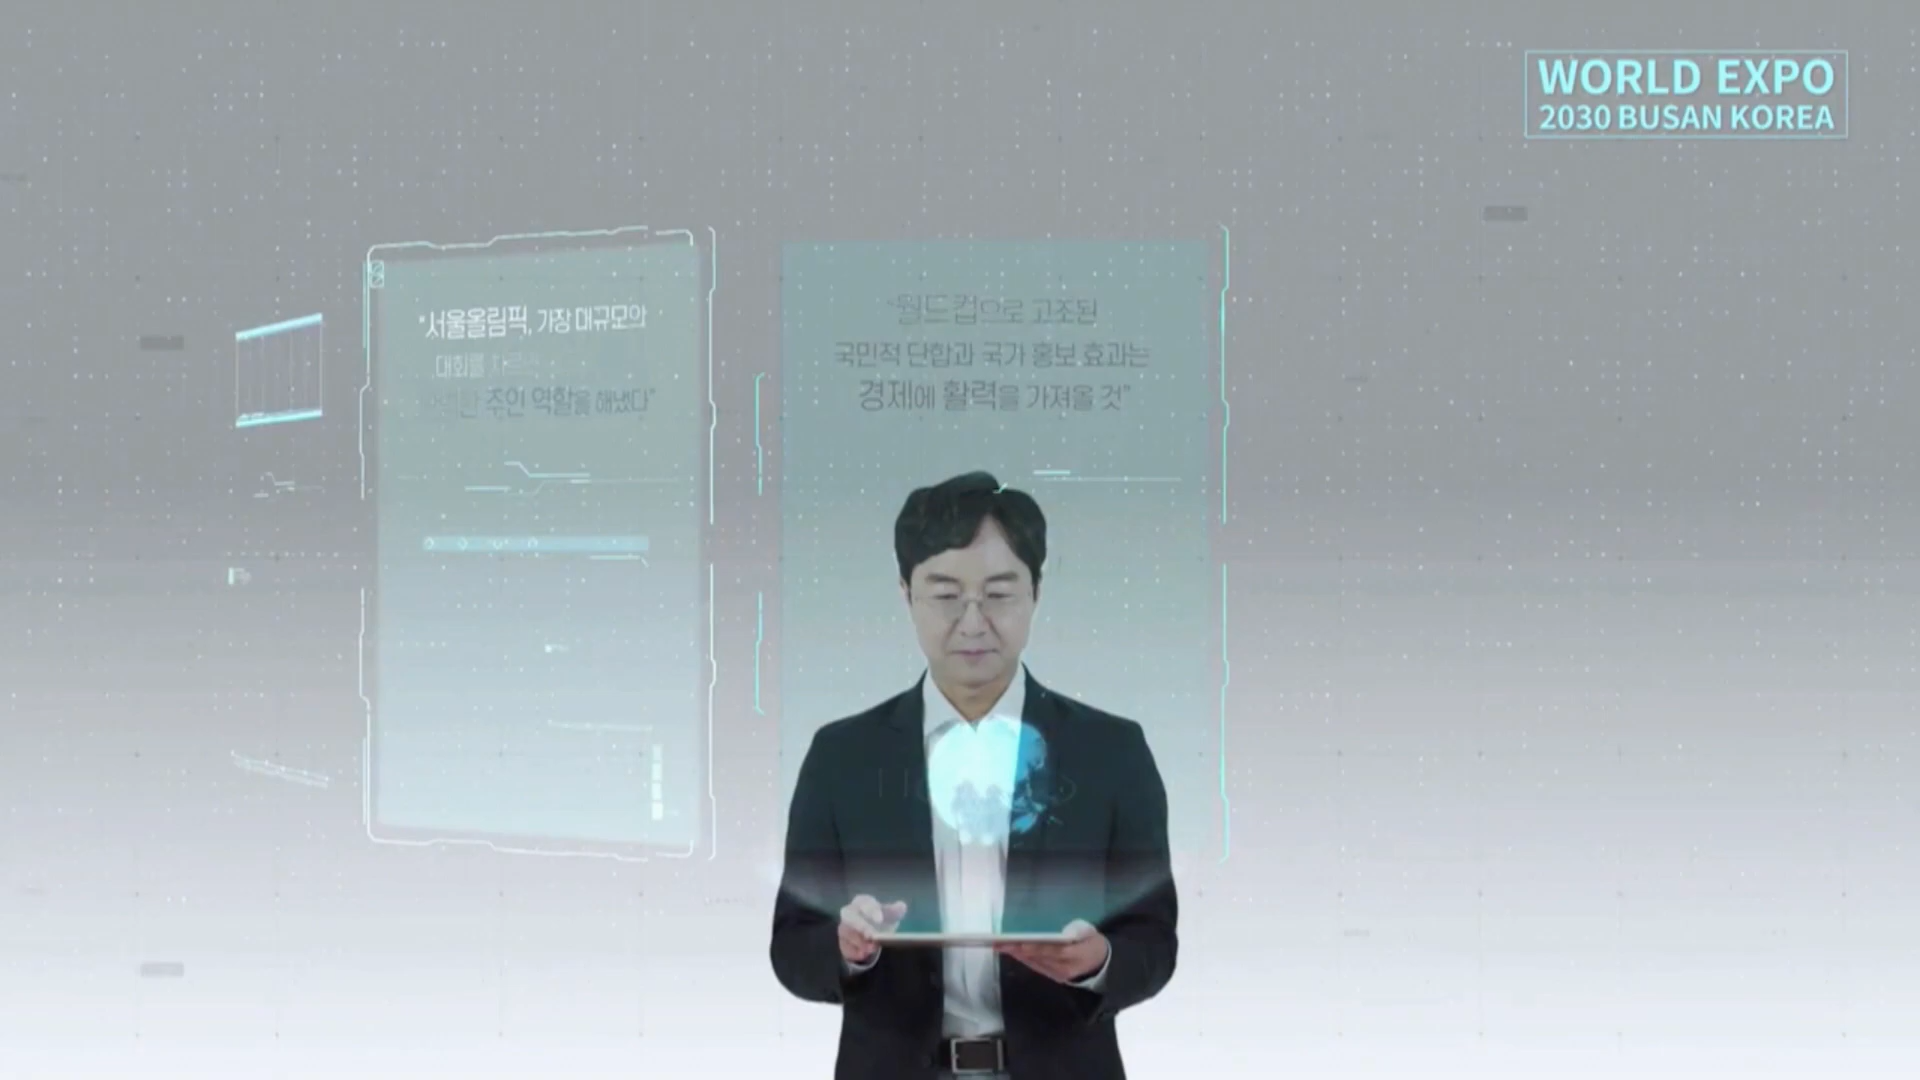 WORLD EXPO
2030 BUSAN KOREA
"서울올림픽, 가장 대규모의
대회를
주인 역할을 해냈다"
"월드컵으로 고조된
국민적 단합과 국가 홍보 효과는
경제에 활력을 가져올 것"